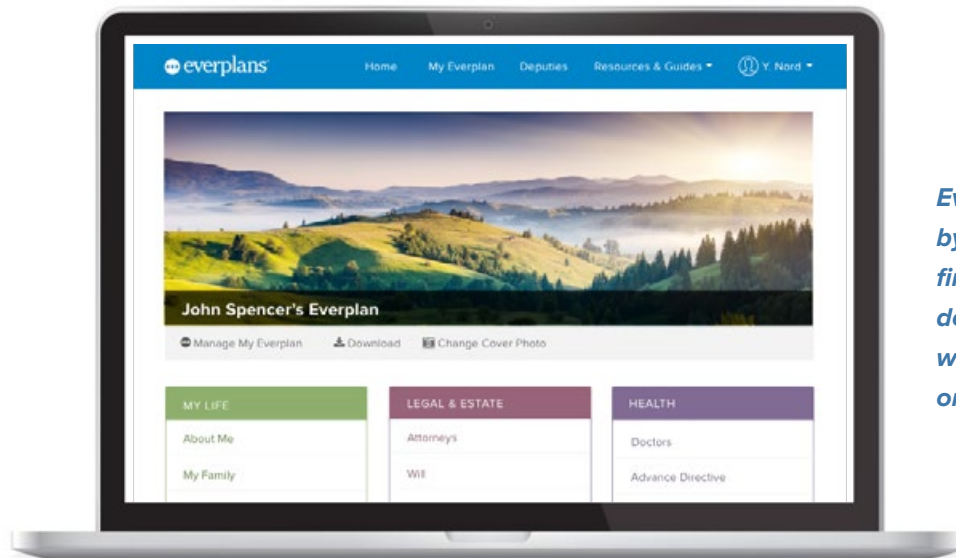 everplans
Home My Everplan Deputies Resources & Guides Y. Nord
John Spencer's Everplan
Manage My Everplan Download Change Cover Photo
MY LIFE
About Me
My Family
LEGAL & ESTATE
Attorneys
Will
HEALTH
Doctors
Advance Directive
by